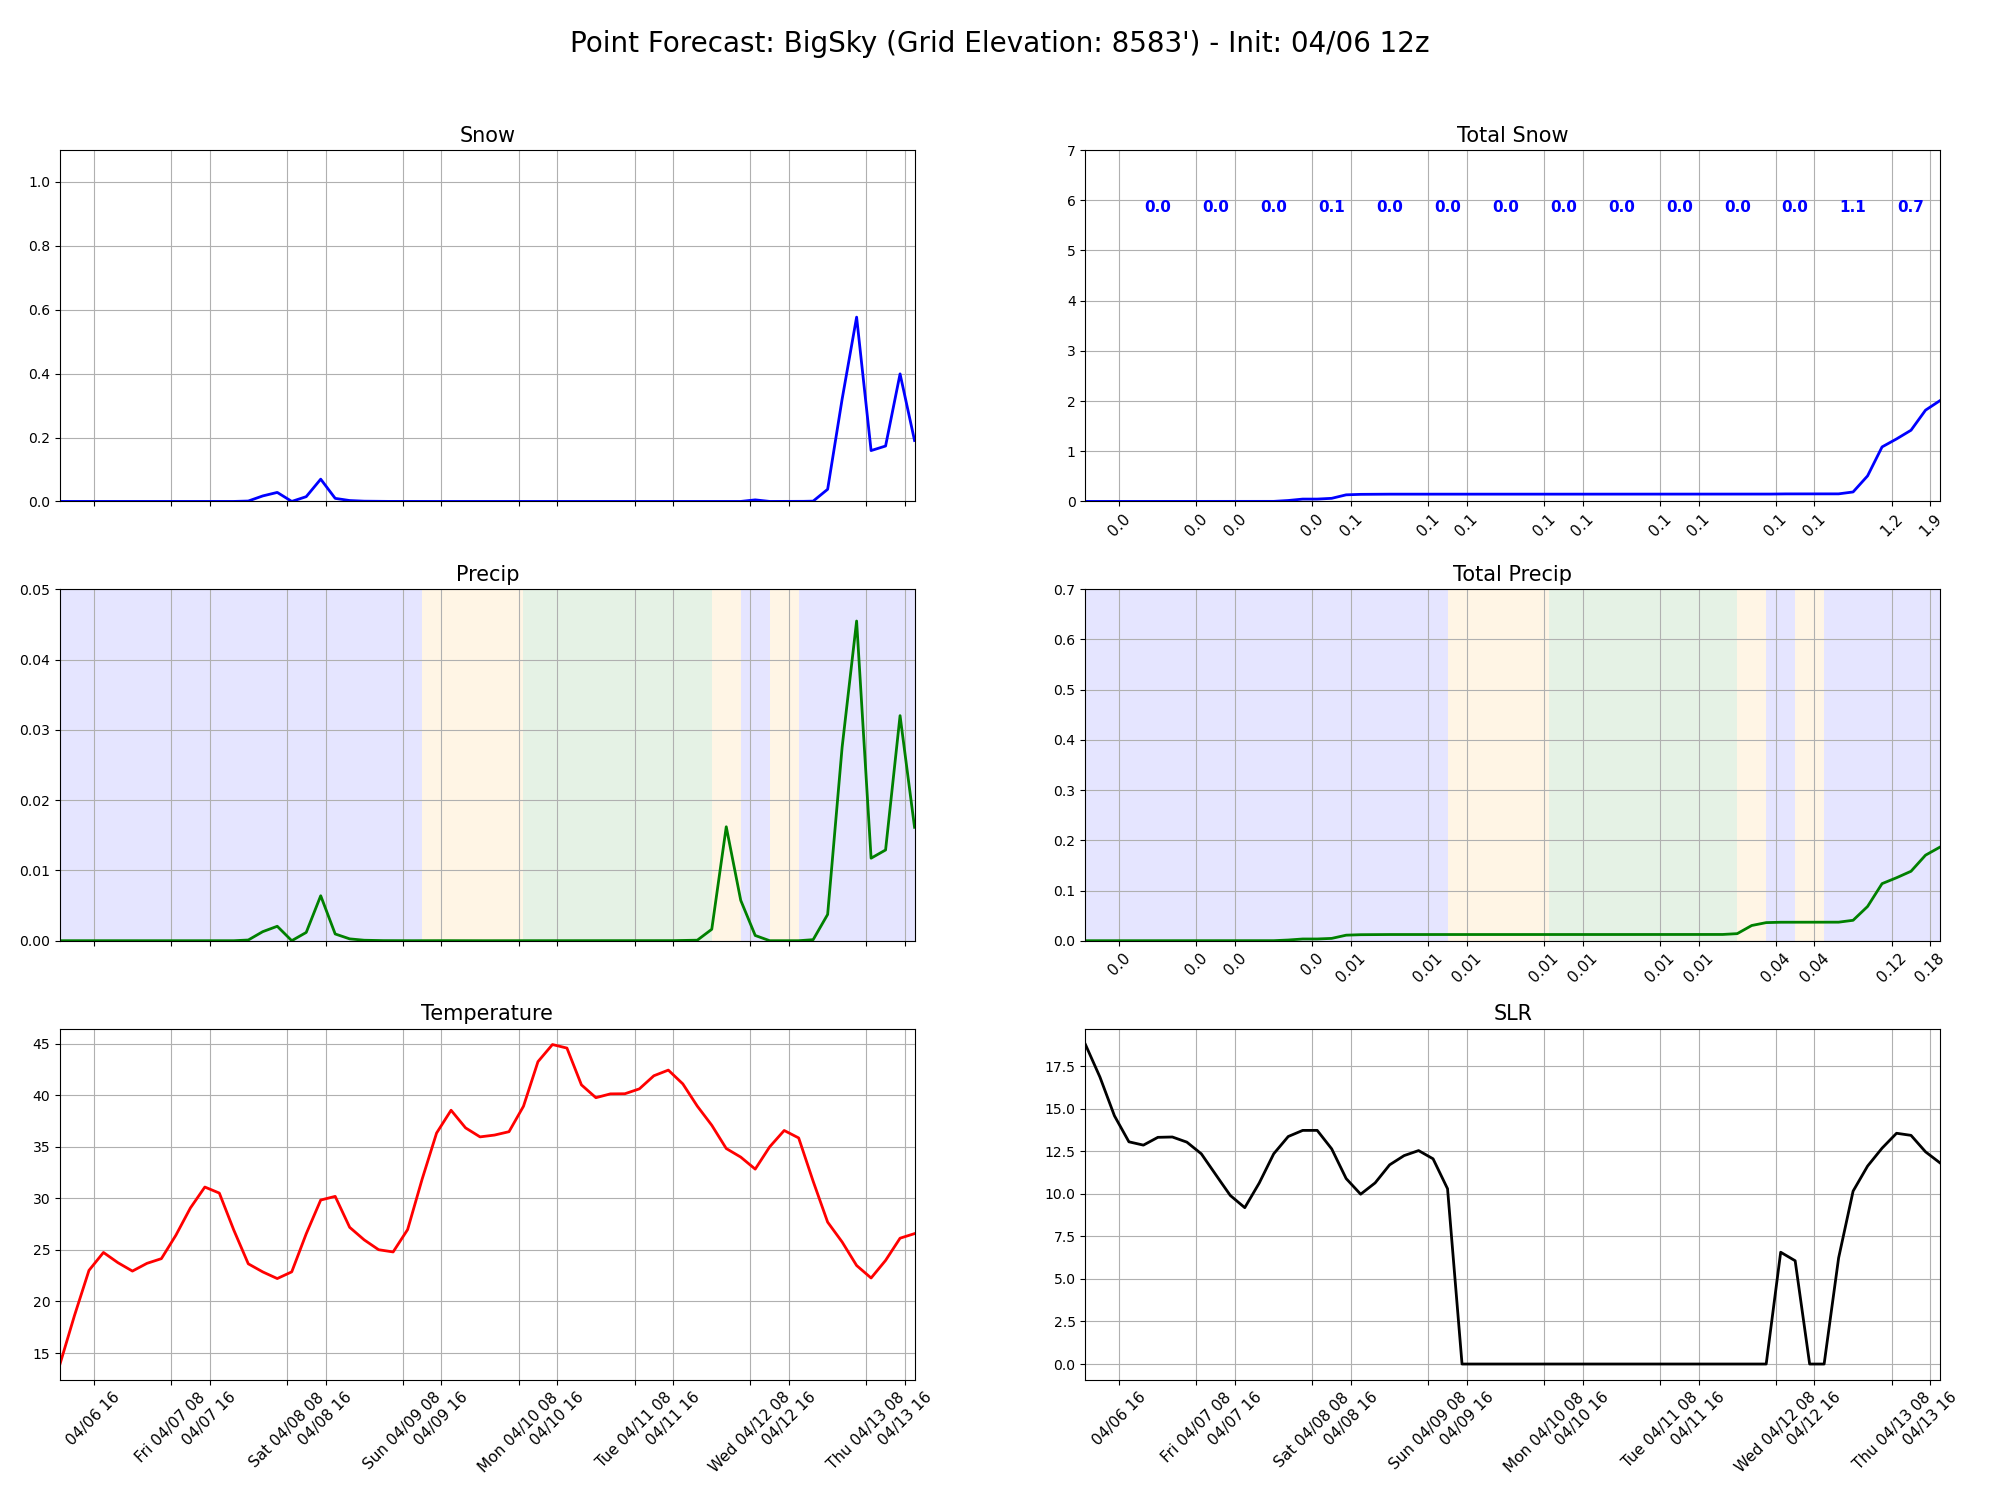 Point Forecast: BigSky (Grid Elevation: 8583') - Init: 04/06 12z
Snow
1.0
0.8
0.6
0.4
0.2
0.0
Total Snow
7
6
5
4
3
2
1
0
0.0 0.0 0.0 0.1 0.0 0.0 0.0 0.0 0.0 0.0 0.0 0.0 1.1 0.7
0.0 0.0 0.0 0.0 0.1 0.1 0.1 0.1 0.1 0.1 0.1 0.1 0.1 1.2 1.9
Precip
0.05
0.04
0.03
0.02
0.01
0.00
Total Precip
0.7
0.6
0.5
0.4
0.3
0.2
0.1
0.0
0.0 0.0 0.0 0.0 0.01 0.01 0.01 0.01 0.01 0.01 0.01 0.04 0.04 0.12 0.18
Temperature
45
40
35
30
25
20
15
04/06 16
Fri 04/07 08
04/07 16
Sat 04/08 08
04/08 16
Sun 04/09 08
04/09 16
Mon 04/10 08
04/10 16
Tue 04/11 08
04/11 16
Wed 04/12 08
04/12 16
Thu 04/13 08
04/13 16
SLR
17.5
15.0
12.5
10.0
7.5
5.0
2.5
0.0
04/06 16
Fri 04/07 08
04/07 16
Sat 04/08 08
04/08 16
Sun 04/09 08
04/09 16
Mon 04/10 08
04/10 16
Tue 04/11 08
04/11 16
Wed 04/12 08
04/12 16
Thu 04/13 08
04/13 16